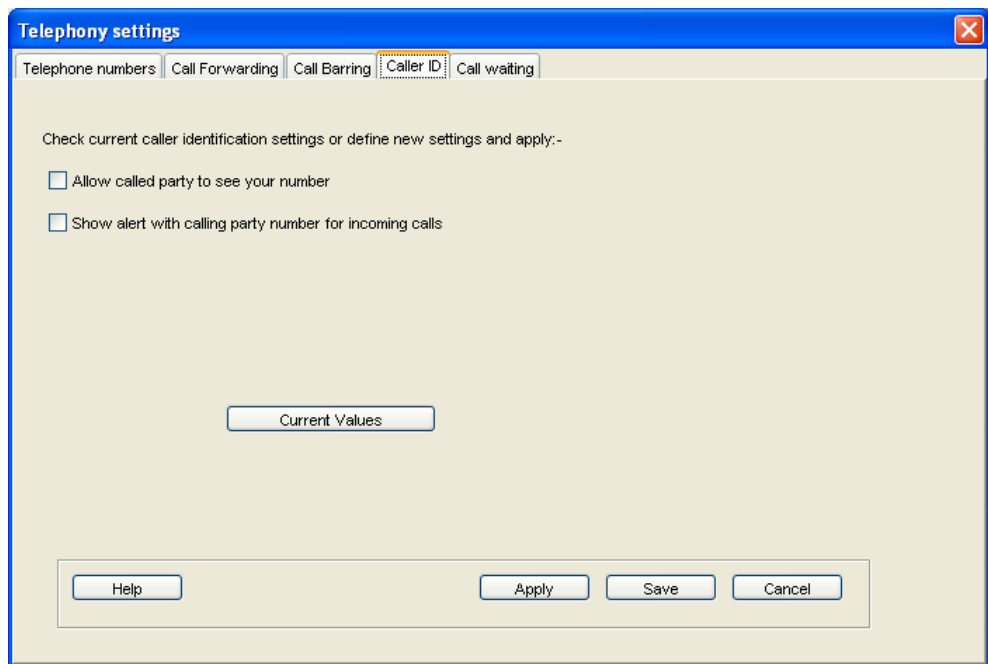 Telephony settings
Telephone numbers Call Forwarding Call Barring Caller ID Call waiting
Check current caller identification settings or define new settings and apply:-
Allow called party to see your number
Show alert with calling party number for incoming calls
Current Values
Help Apply Save Cancel